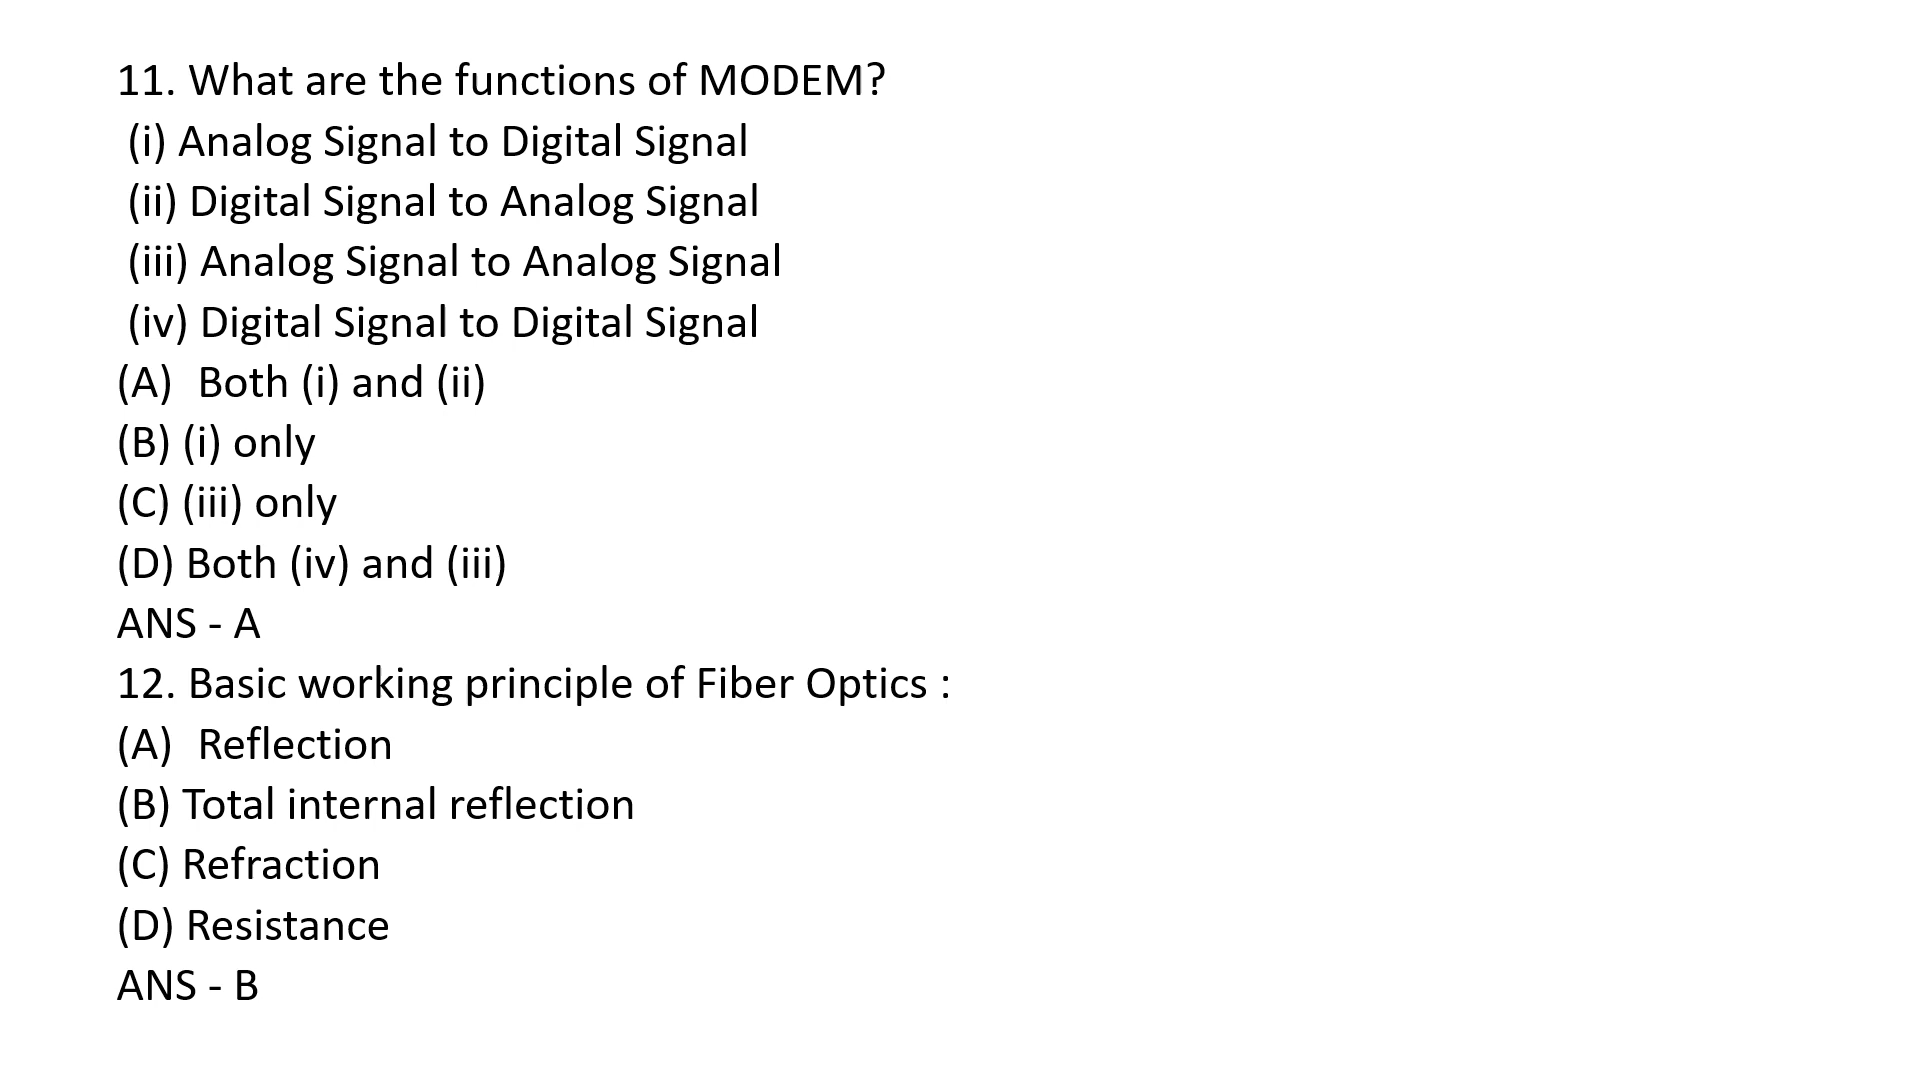 11. What are the functions of MODEM?
(i) Analog Signal to Digital Signal
(ii) Digital Signal to Analog Signal
(iii) Analog Signal to Analog Signal
(iv) Digital Signal to Digital Signal
(A) Both (i) and (ii)
(B) (i) only
(C) (iii) only
(D) Both (iv) and (iii)
ANS - A
12. Basic working principle of Fiber Optics :
(A) Reflection
(B) Total internal reflection
(C) Refraction
(D) Resistance
ANS - B